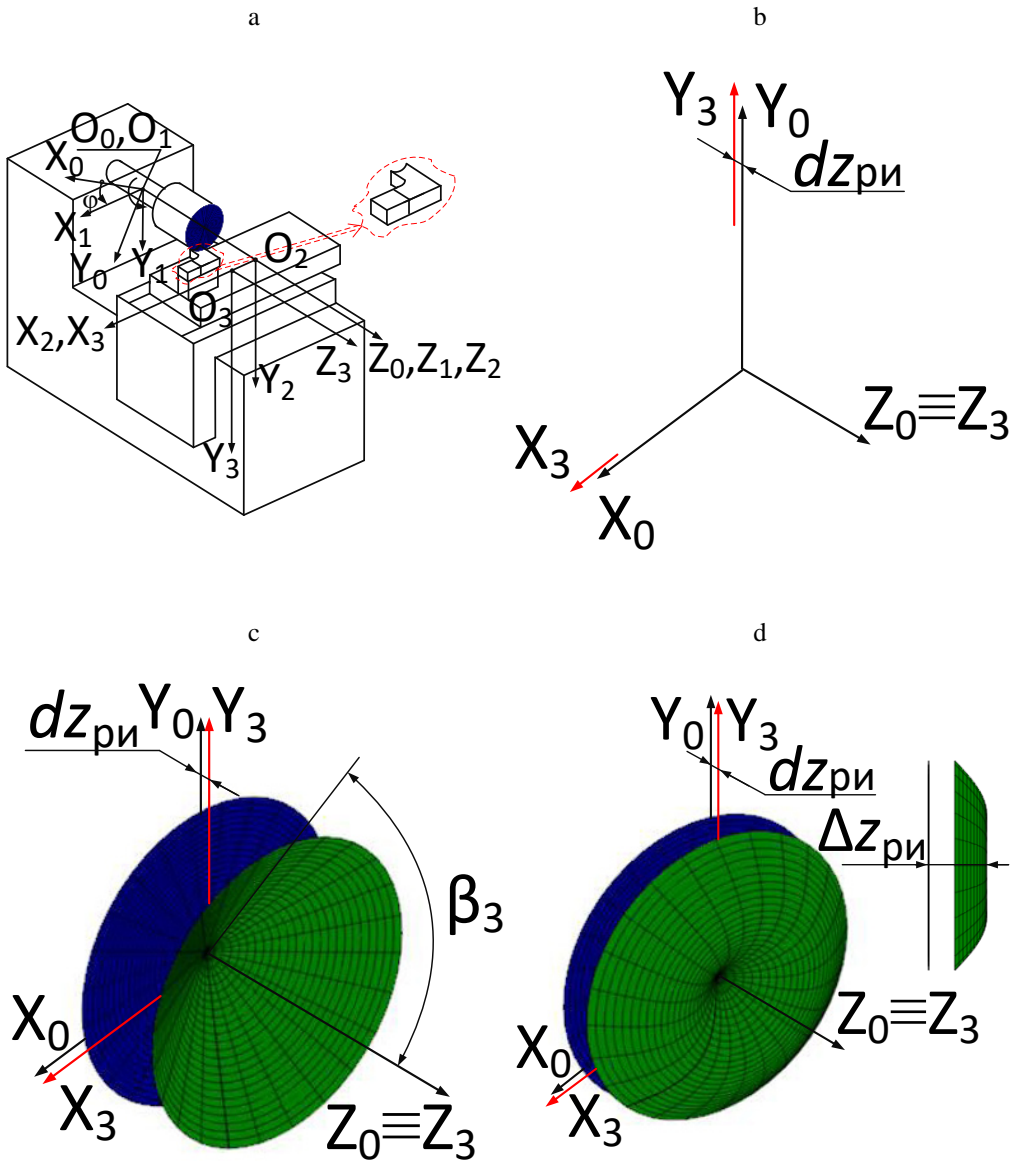 a
b
O₀,O₁
X₀
φ
X₁
Y₀
Y₁
O₂
O₃
X₂,X₃
Z₃
Z₀,Z₁,Z₂
Y₂
Y₃
Y₃
Y₀
dzри
Z₀≡Z₃
X₃
X₀
c
d
Y₀
Y₃
dzри
β₃
X₀
X₃
Z₀≡Z₃
Y₀
Y₃
dzри
Δzри
Z₀≡Z₃
X₀
X₃